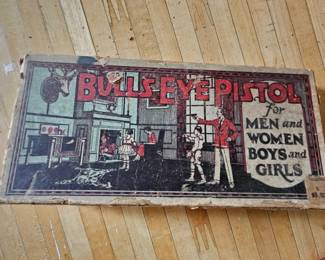 BULLS-EYE PISTOL
for
MEN and
WOMEN
BOYS and
GIRLS